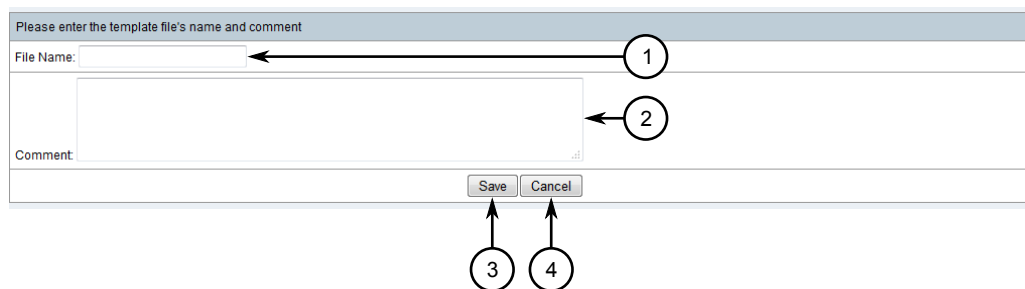 Please enter the template file's name and comment
File Name:
1
2
Comment:
Save Cancel
3 4